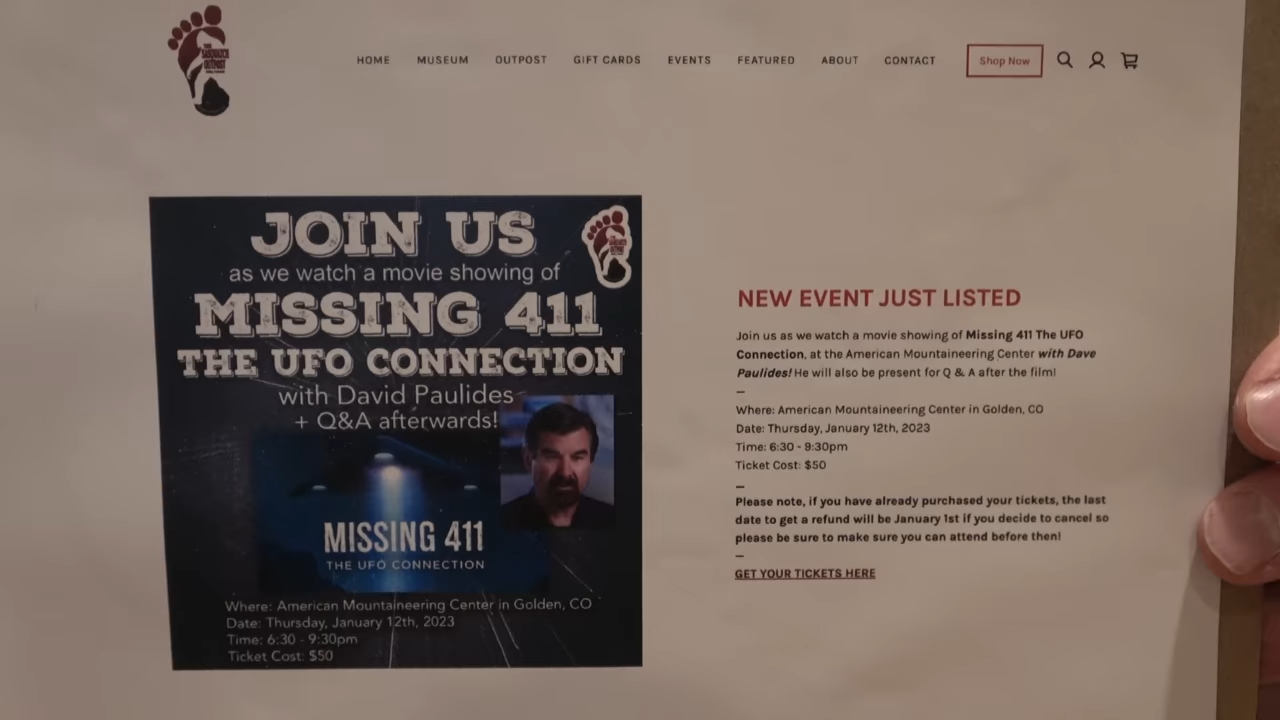 HOME MUSEUM OUTPOST GIFT CARDS EVENTS FEATURED ABOUT CONTACT Shop Now
JOIN US
as we watch a movie showing of
MISSING 411
THE UFO CONNECTION
with David Paulides
+ Q&A afterwards!
MISSING 411
THE UFO CONNECTION
Where: American Mountaineering Center in Golden, CO
Date: Thursday, January 12th, 2023
Time: 6:30 - 9:30pm
Ticket Cost: $50
NEW EVENT JUST LISTED
Join us as we watch a movie showing of Missing 411 The UFO
Connection, at the American Mountaineering Center with Dave
Paulides! He will also be present for Q & A after the film!
—
Where: American Mountaineering Center in Golden, CO
Date: Thursday, January 12th, 2023
Time: 6:30 - 9:30pm
Ticket Cost: $50
—
Please note, if you have already purchased your tickets, the last
date to get a refund will be January 1st if you decide to cancel so
please be sure to make sure you can attend before then!
—
GET YOUR TICKETS HERE